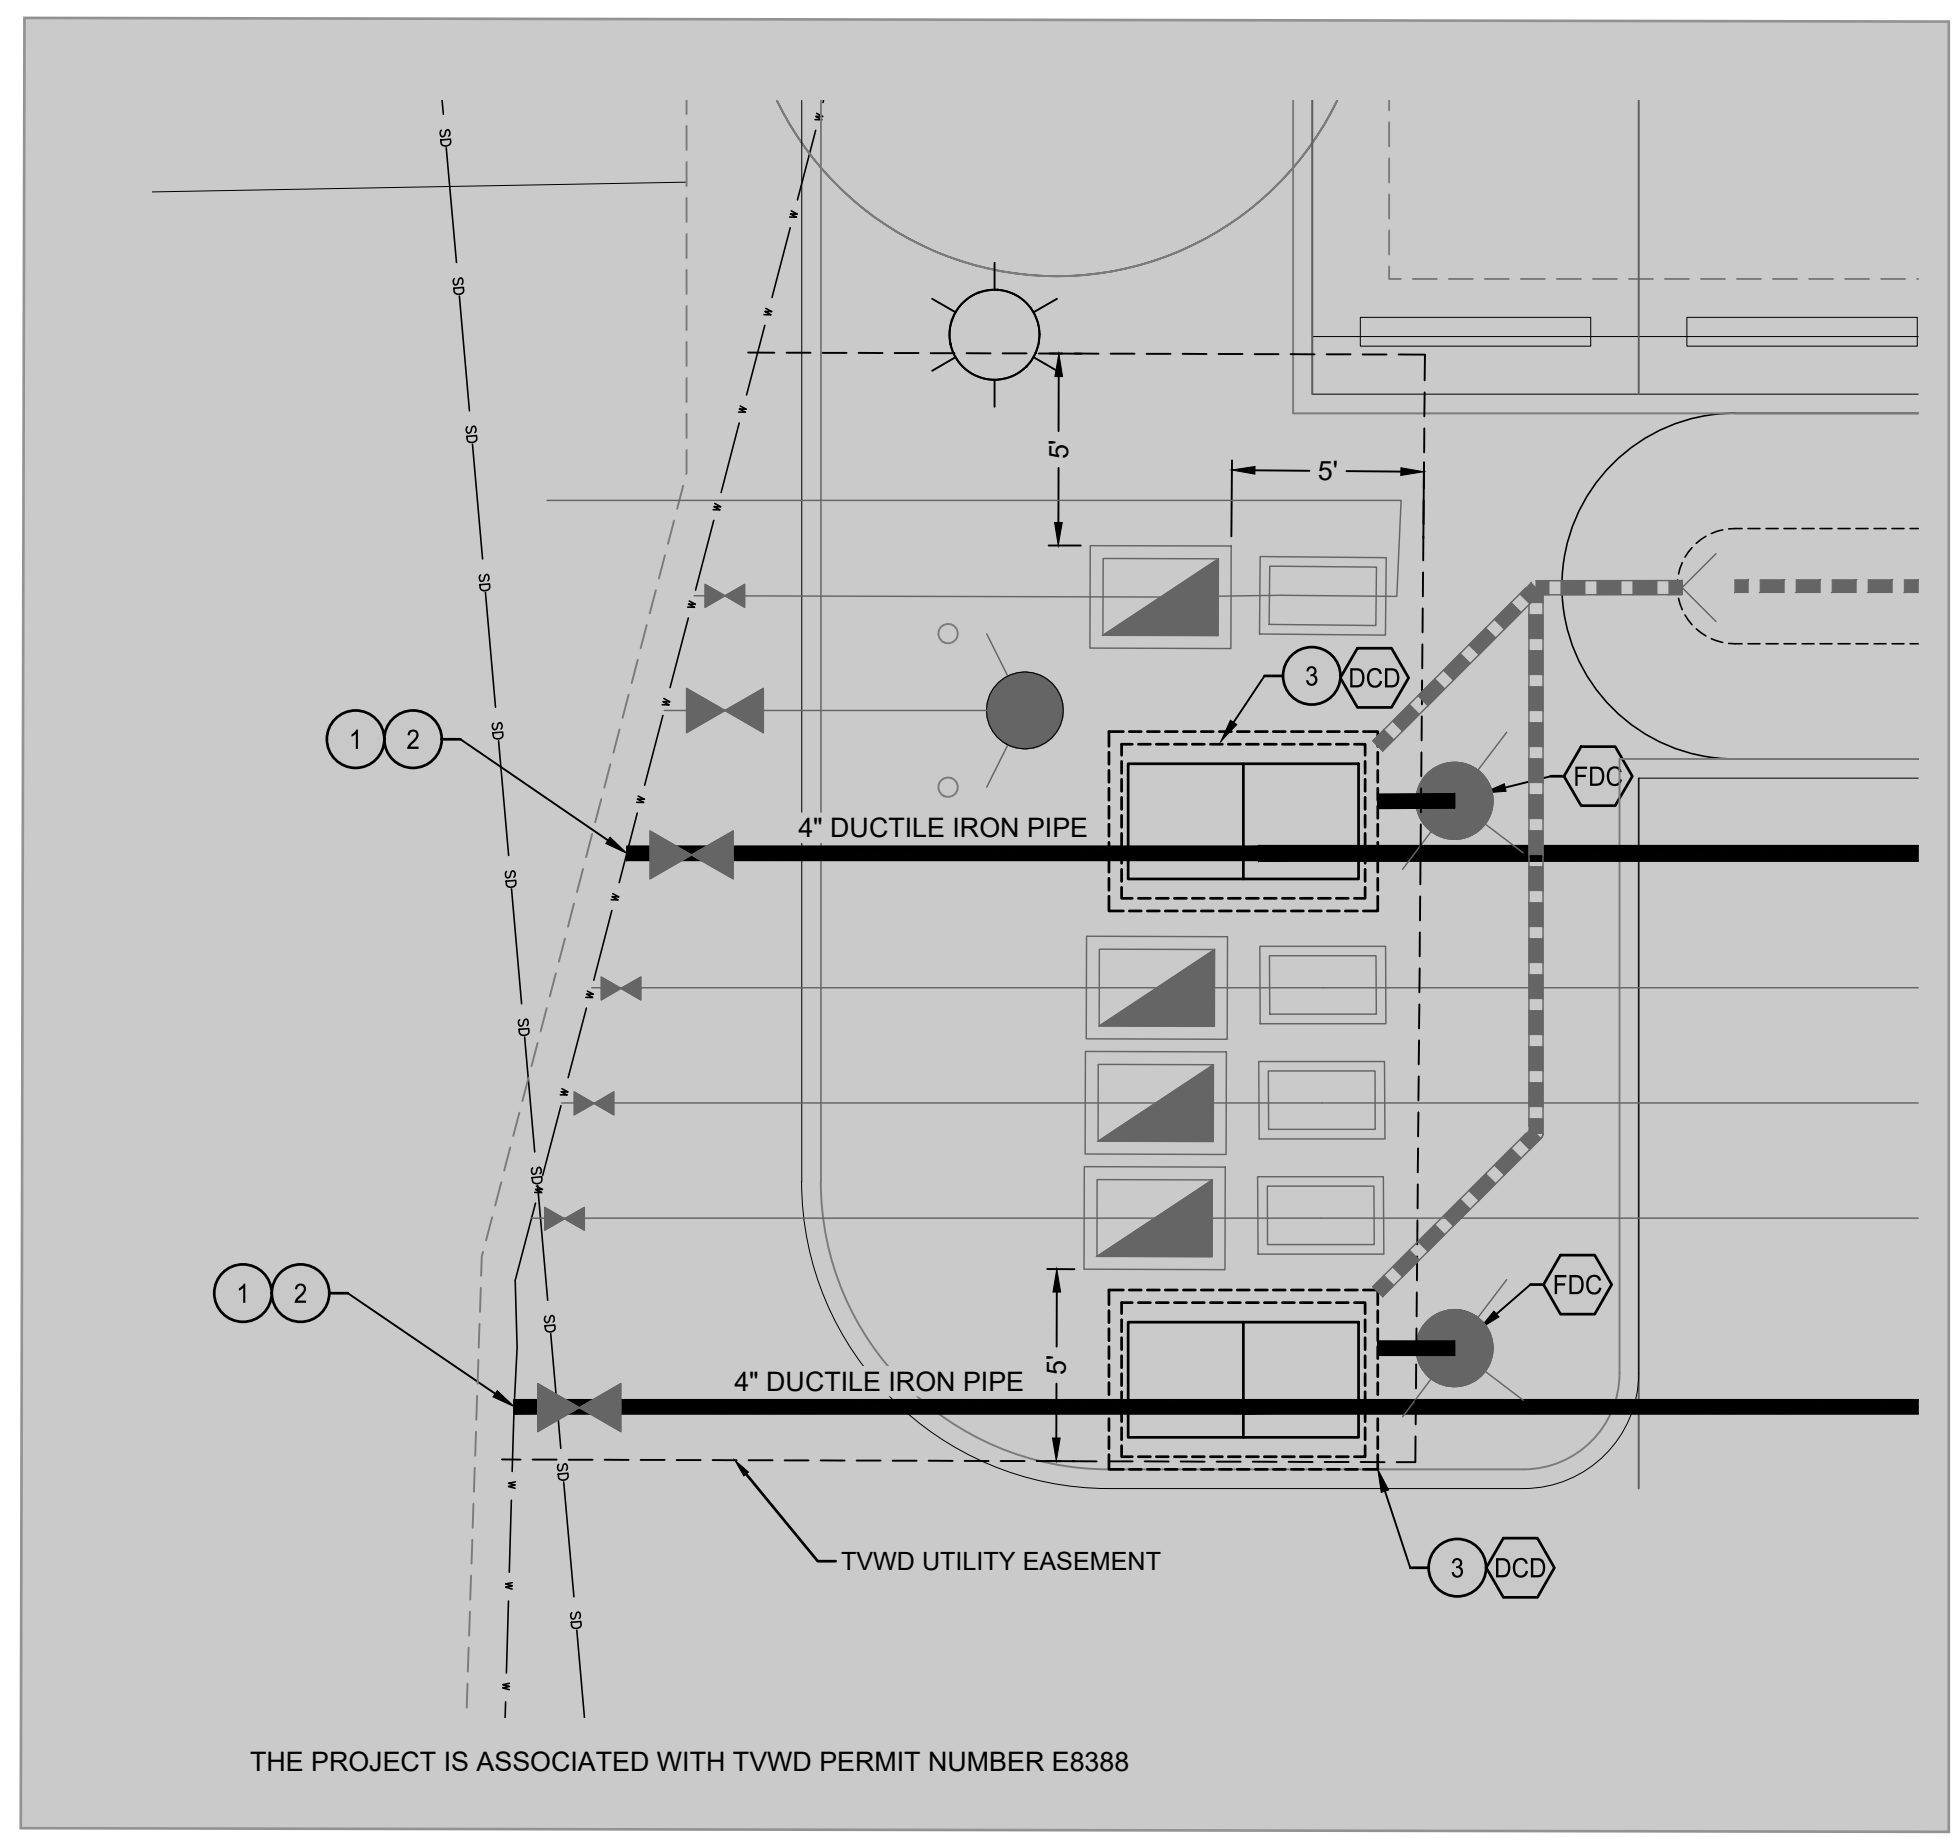 SD
W
SD
W
SD
W
W
SD
5'
5'
W
SD
W
3 DCD
W
SD
1 2
FDC
W
4" DUCTILE IRON PIPE
SD
W
W
SD
W
SD
W
FDC
1 2
SD
5'
4" DUCTILE IRON PIPE
SD
W
TVWD UTILITY EASEMENT
3 DCD
W
SD
W
THE PROJECT IS ASSOCIATED WITH TVWD PERMIT NUMBER E8388